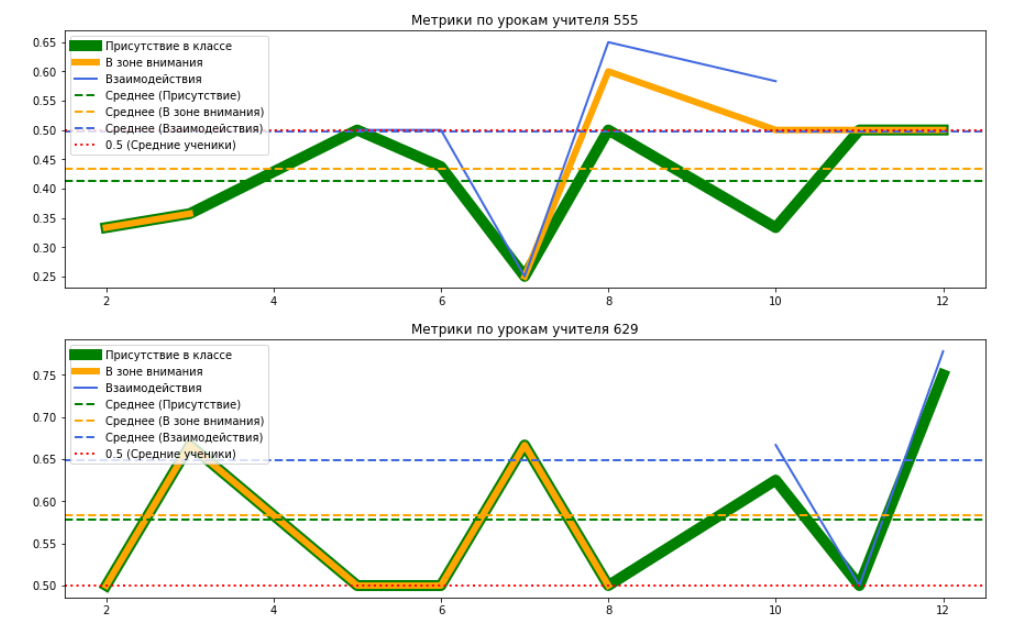 Метрики по урокам учителя 555
0.65
0.60
0.55
0.50
0.45
0.40
0.35
0.30
0.25
Присутствие в классе
В зоне внимания
Взаимодействия
Среднее (Присутствие)
Среднее (В зоне внимания)
Среднее (Взаимодействия)
0.5 (Средние ученики)
2 4 6 8 10 12
Метрики по урокам учителя 629
0.75
0.70
0.65
0.60
0.55
0.50
Присутствие в классе
В зоне внимания
Взаимодействия
Среднее (Присутствие)
Среднее (В зоне внимания)
Среднее (Взаимодействия)
0.5 (Средние ученики)
2 4 6 8 10 12